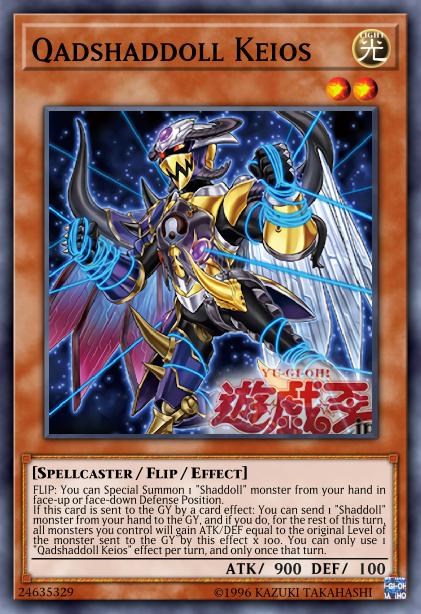 QADSHADDOLL KEIOS
LIGHT
光
YU-GI-OH!
遊戯王
jp
[SPELLCASTER / FLIP / EFFECT]
FLIP: You can Special Summon 1 "Shaddoll" monster from your hand in
face-up or face-down Defense Position.
If this card is sent to the GY by a card effect: You can send 1 "Shaddoll"
monster from your hand to the GY, and if you do, for the rest of this turn,
all monsters you control will gain ATK/DEF equal to the original Level of
the monster sent to the GY by this effect x 100. You can only use 1
"Qadshaddoll Keios" effect per turn, and only once that turn.
ATK/ 900 DEF/ 100
24635329
©1996 KAZUKI TAKAHASHI